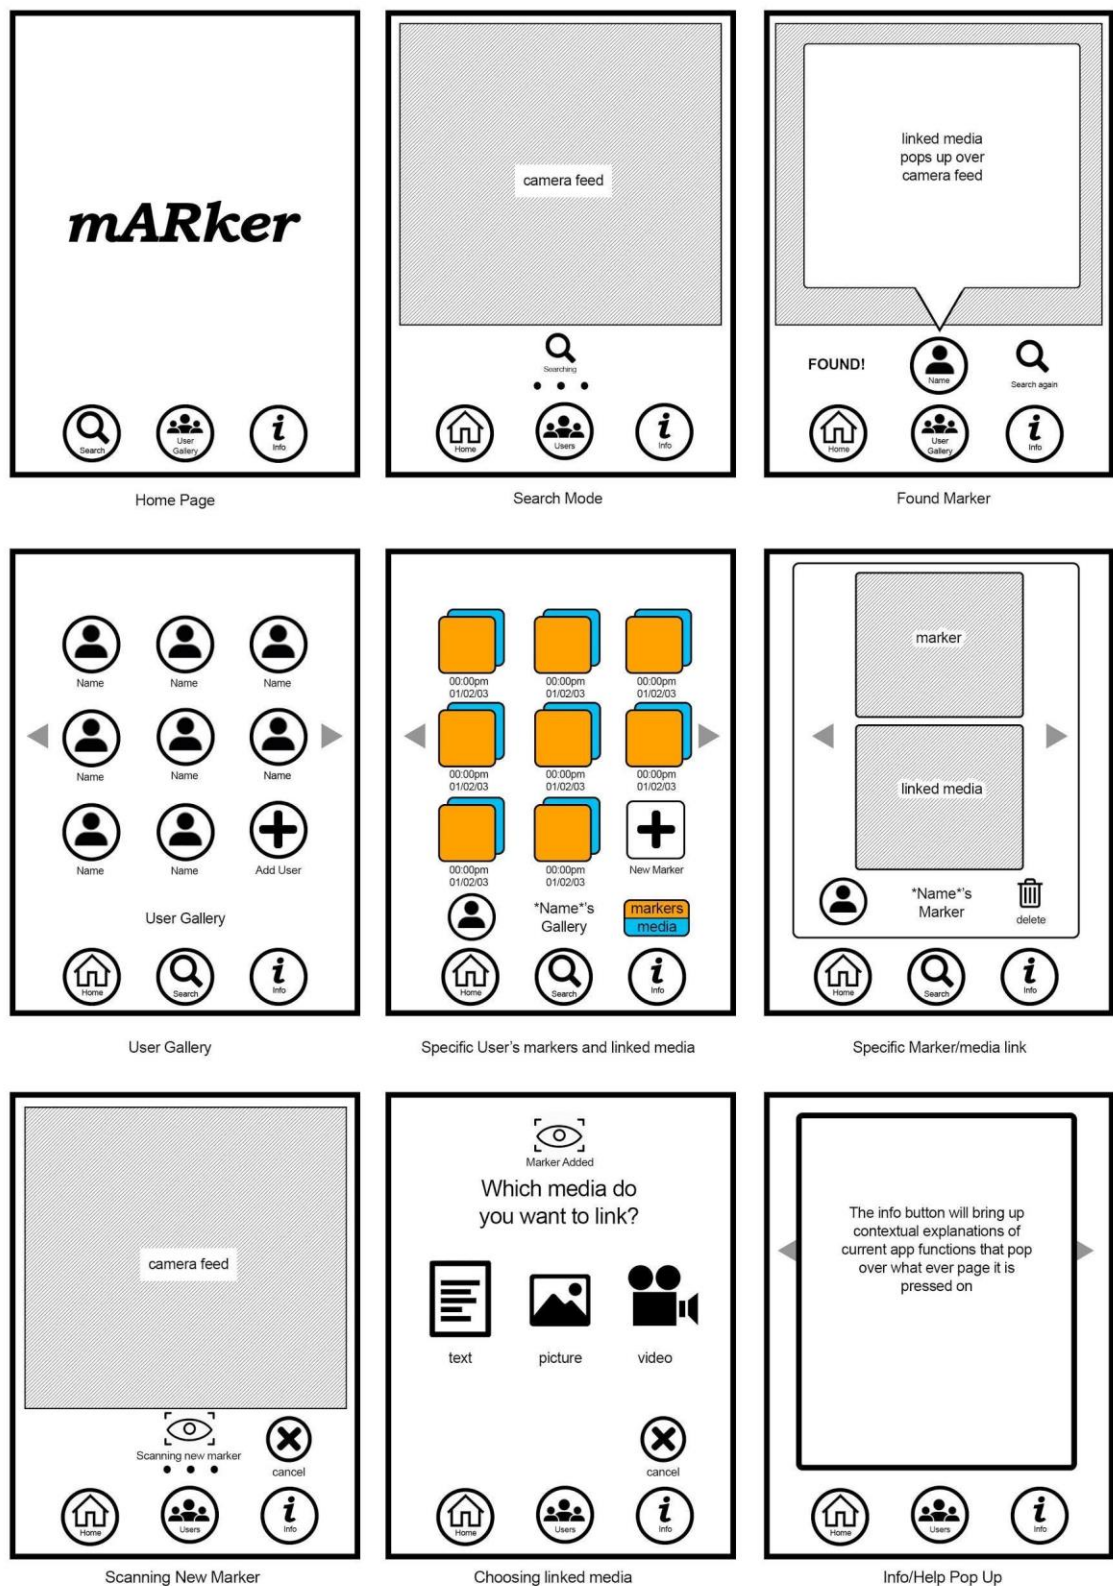 mARker
Search
User
Gallery
Info
Home Page
camera feed
Searching
Home
Users
Info
Search Mode
linked media
pops up over
camera feed
FOUND!
Name
Search again
Home
User
Gallery
Info
Found Marker
Name
Name
Name
Name
Name
Name
Name
Name
Add User
User Gallery
Home
Search
Info
User Gallery
00:00pm
01/02/03
00:00pm
01/02/03
00:00pm
01/02/03
00:00pm
01/02/03
00:00pm
01/02/03
00:00pm
01/02/03
00:00pm
01/02/03
00:00pm
01/02/03
New Marker
*Name*'s
Gallery
markers
media
Home
Search
Info
Specific User's markers and linked media
marker
linked media
*Name*'s
Marker
delete
Home
Search
Info
Specific Marker/media link
camera feed
Scanning new marker
cancel
Home
Users
Info
Scanning New Marker
Marker Added
Which media do
you want to link?
text
picture
video
cancel
Home
Users
Info
Choosing linked media
The info button will bring up
contextual explanations of
current app functions that pop
over what ever page it is
pressed on
Home
Users
Info
Info/Help Pop Up